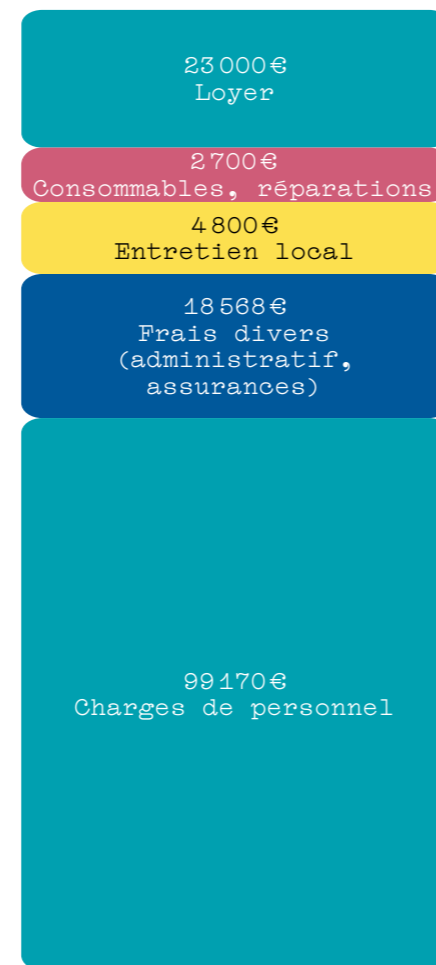 23 000 €
Loyer
2 700 €
Consommables, réparations
4 800 €
Entretien local
18 568 €
Frais divers
(administratif,
assurances)
99 170 €
Charges de personnel